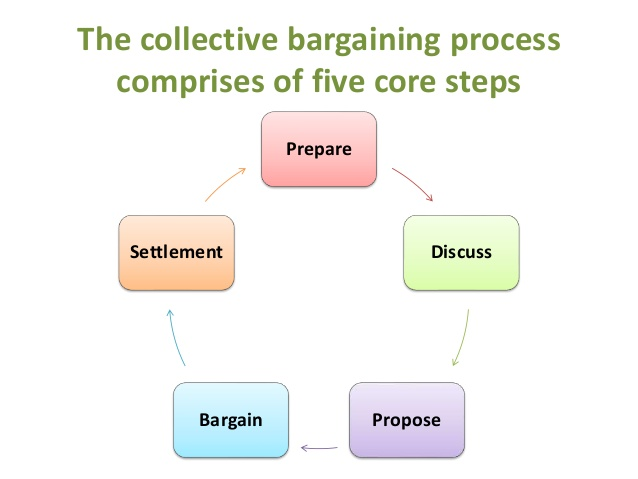 The collective bargaining process
comprises of five core steps
Prepare
Discuss
Propose
Bargain
Settlement